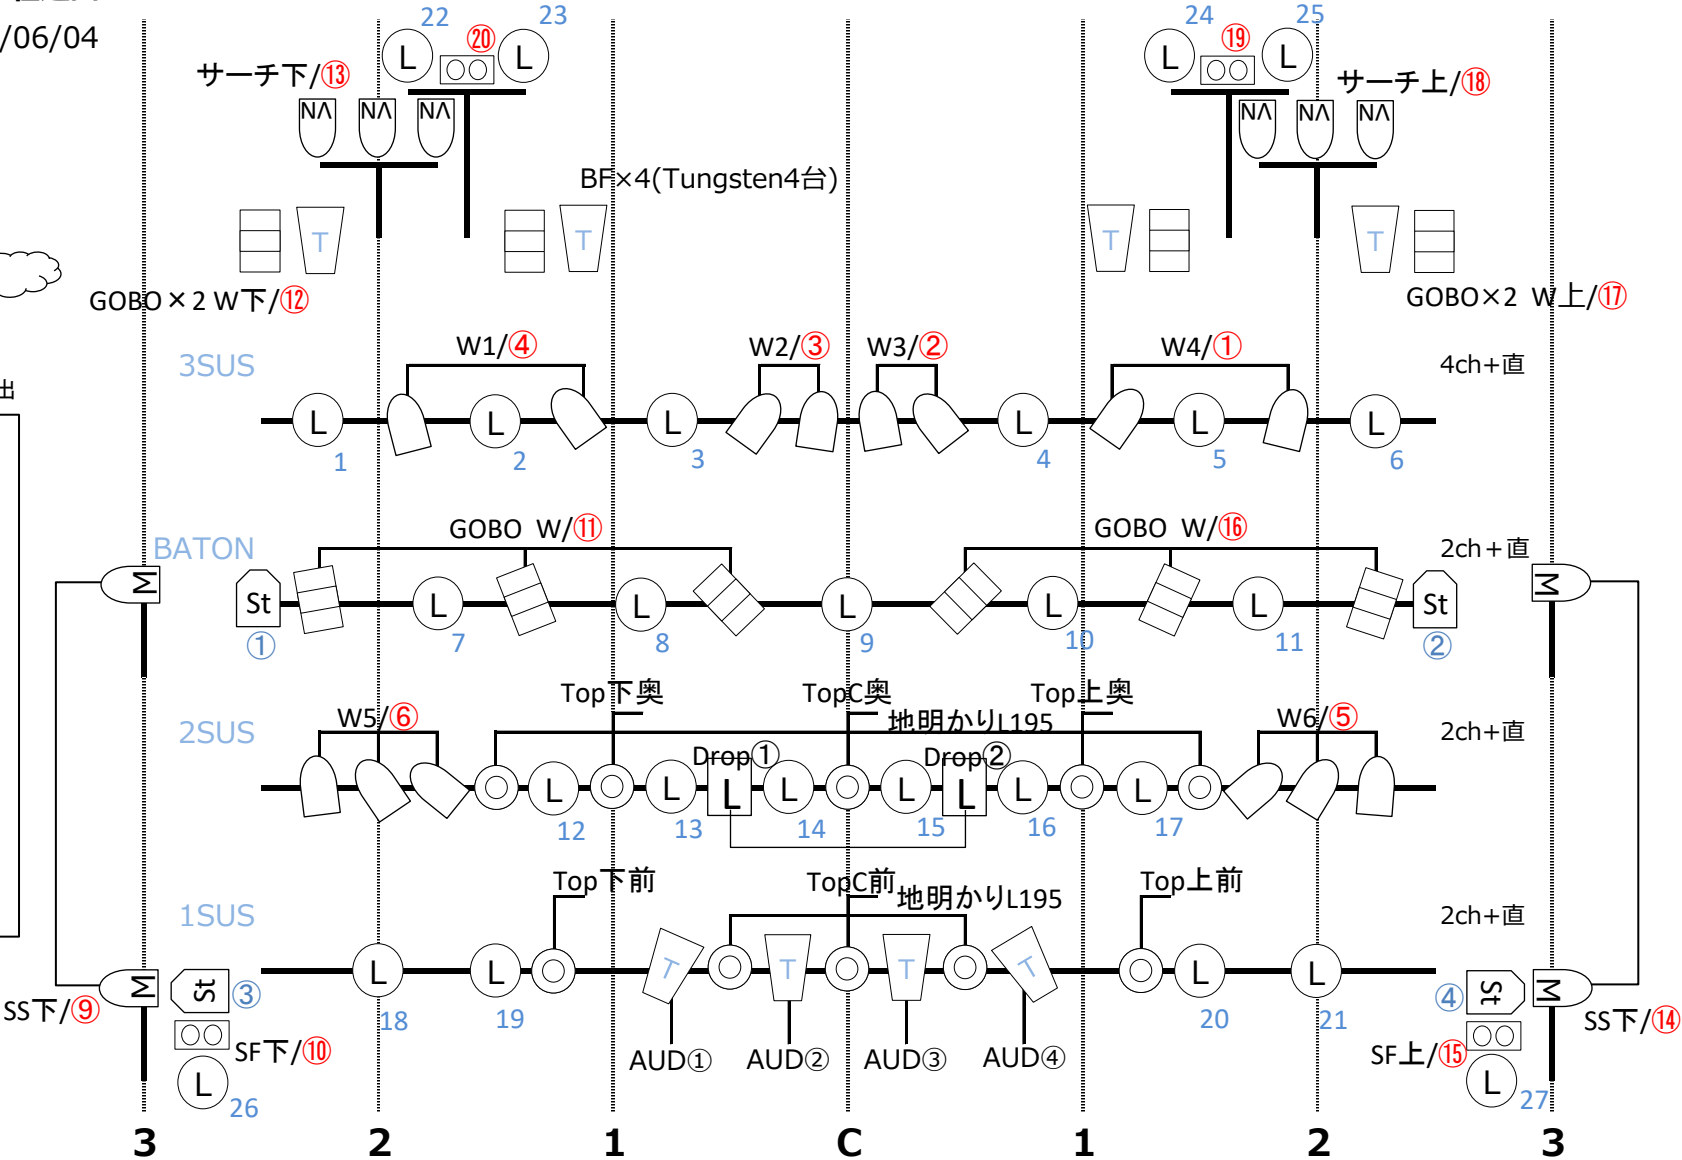 /06/04
22
23
24
25
L
⑳
L
L
⑲
L
サーチ下/⑬
サーチ上/⑱
NΛ
NΛ
NΛ
NΛ
NΛ
NΛ
BF×4(Tungsten4台)
T
T
T
T
GOBO×2 W下/⑫
GOBO×2 W上/⑰
3SUS
W1/④
W2/③
W3/②
W4/①
4ch+直
出
L
L
L
L
L
L
1
2
3
4
5
6
BATON
GOBO W/⑪
GOBO W/⑯
2ch+直
M
St
L
L
L
L
L
St
M
①
7
8
9
10
11
②
Top下奥
TopC奥
Top上奥
2SUS
W5/⑥
地明かりL195
W6/⑤
2ch+直
Drop①
Drop②
L
L
L
L
L
L
L
L
12
13
14
15
16
17
Top下前
TopC前
Top上前
1SUS
地明かりL195
2ch+直
M
St
③
L
L
T
T
T
T
L
L
④
St
M
SS下/⑨
18
19
20
21
SS下/⑭
SF下/⑩
AUD①
AUD②
AUD③
AUD④
SF上/⑮
L
26
L
27
3
2
1
C
1
2
3